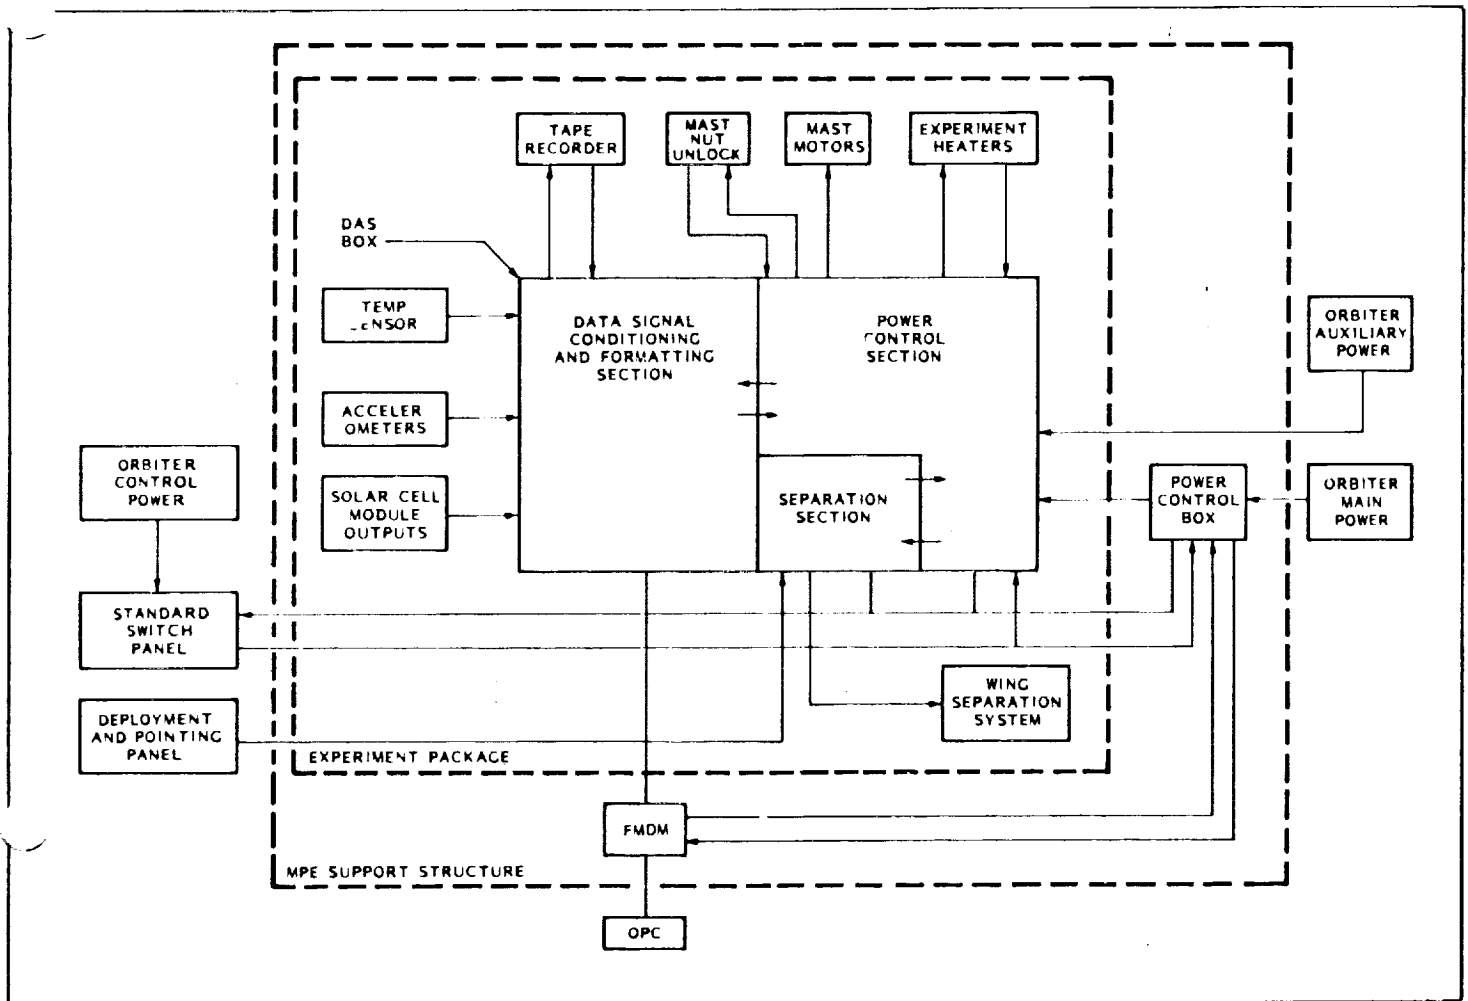 TAPE
RECORDER
MAST
NUT
UNLOCK
MAST
MOTORS
EXPERIMENT
HEATERS
DAS
BOX
TEMP
ACCELER
OMETERS
SOLAR CELL
MODULE
OUTPUTS
DATA SIGNAL
CONDITIONING
AND FORMATTING
SECTION
POWER
CONTROL
SECTION
SEPARATION
SECTION
ORBITER
AUXILIARY
POWER
ORBITER
CONTROL
POWER
POWER
CONTROL
BOX
ORBITER
MAIN
POWER
STANDARD
SWITCH
PANEL
DEPLOYMENT
AND POINTING
PANEL
WING
SEPARATION
SYSTEM
EXPERIMENT PACKAGE
FMDM
MPE SUPPORT STRUCTURE
OPC